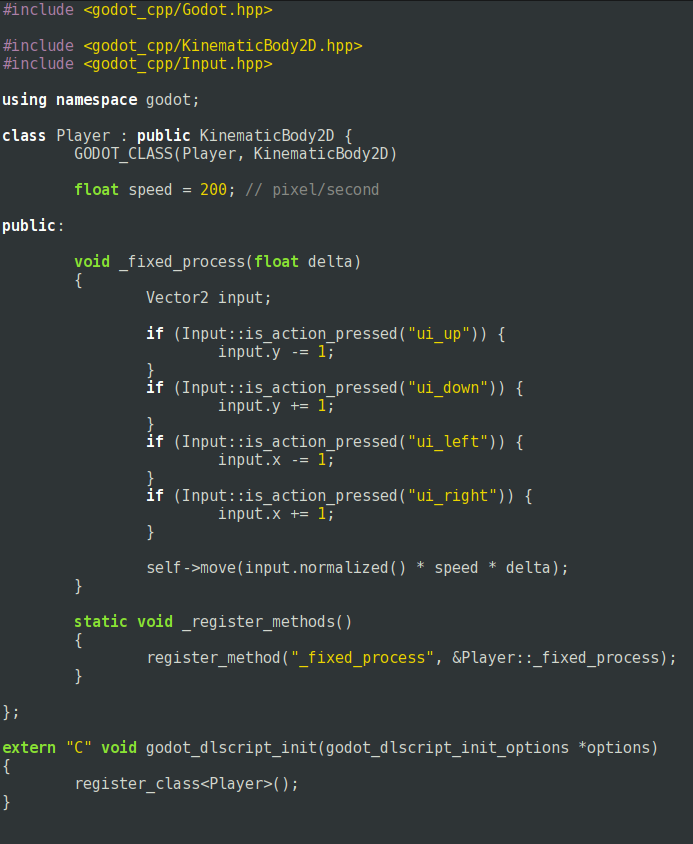 #include <godot_cpp/Godot.hpp>
#include <godot_cpp/KinematicBody2D.hpp>
#include <godot_cpp/Input.hpp>
using namespace godot;
class Player : public KinematicBody2D {
GODOT_CLASS(Player, KinematicBody2D)
float speed = 200; // pixel/second
public:
void _fixed_process(float delta)
{
Vector2 input;
if (Input::is_action_pressed("ui_up")) {
input.y -= 1;
}
if (Input::is_action_pressed("ui_down")) {
input.y += 1;
}
if (Input::is_action_pressed("ui_left")) {
input.x -= 1;
}
if (Input::is_action_pressed("ui_right")) {
input.x += 1;
}
self->move(input.normalized() * speed * delta);
}
static void _register_methods()
{
register_method("_fixed_process", &Player::_fixed_process);
}
};
extern "C" void godot_dlscript_init(godot_dlscript_init_options *options)
{
register_class<Player>();
}